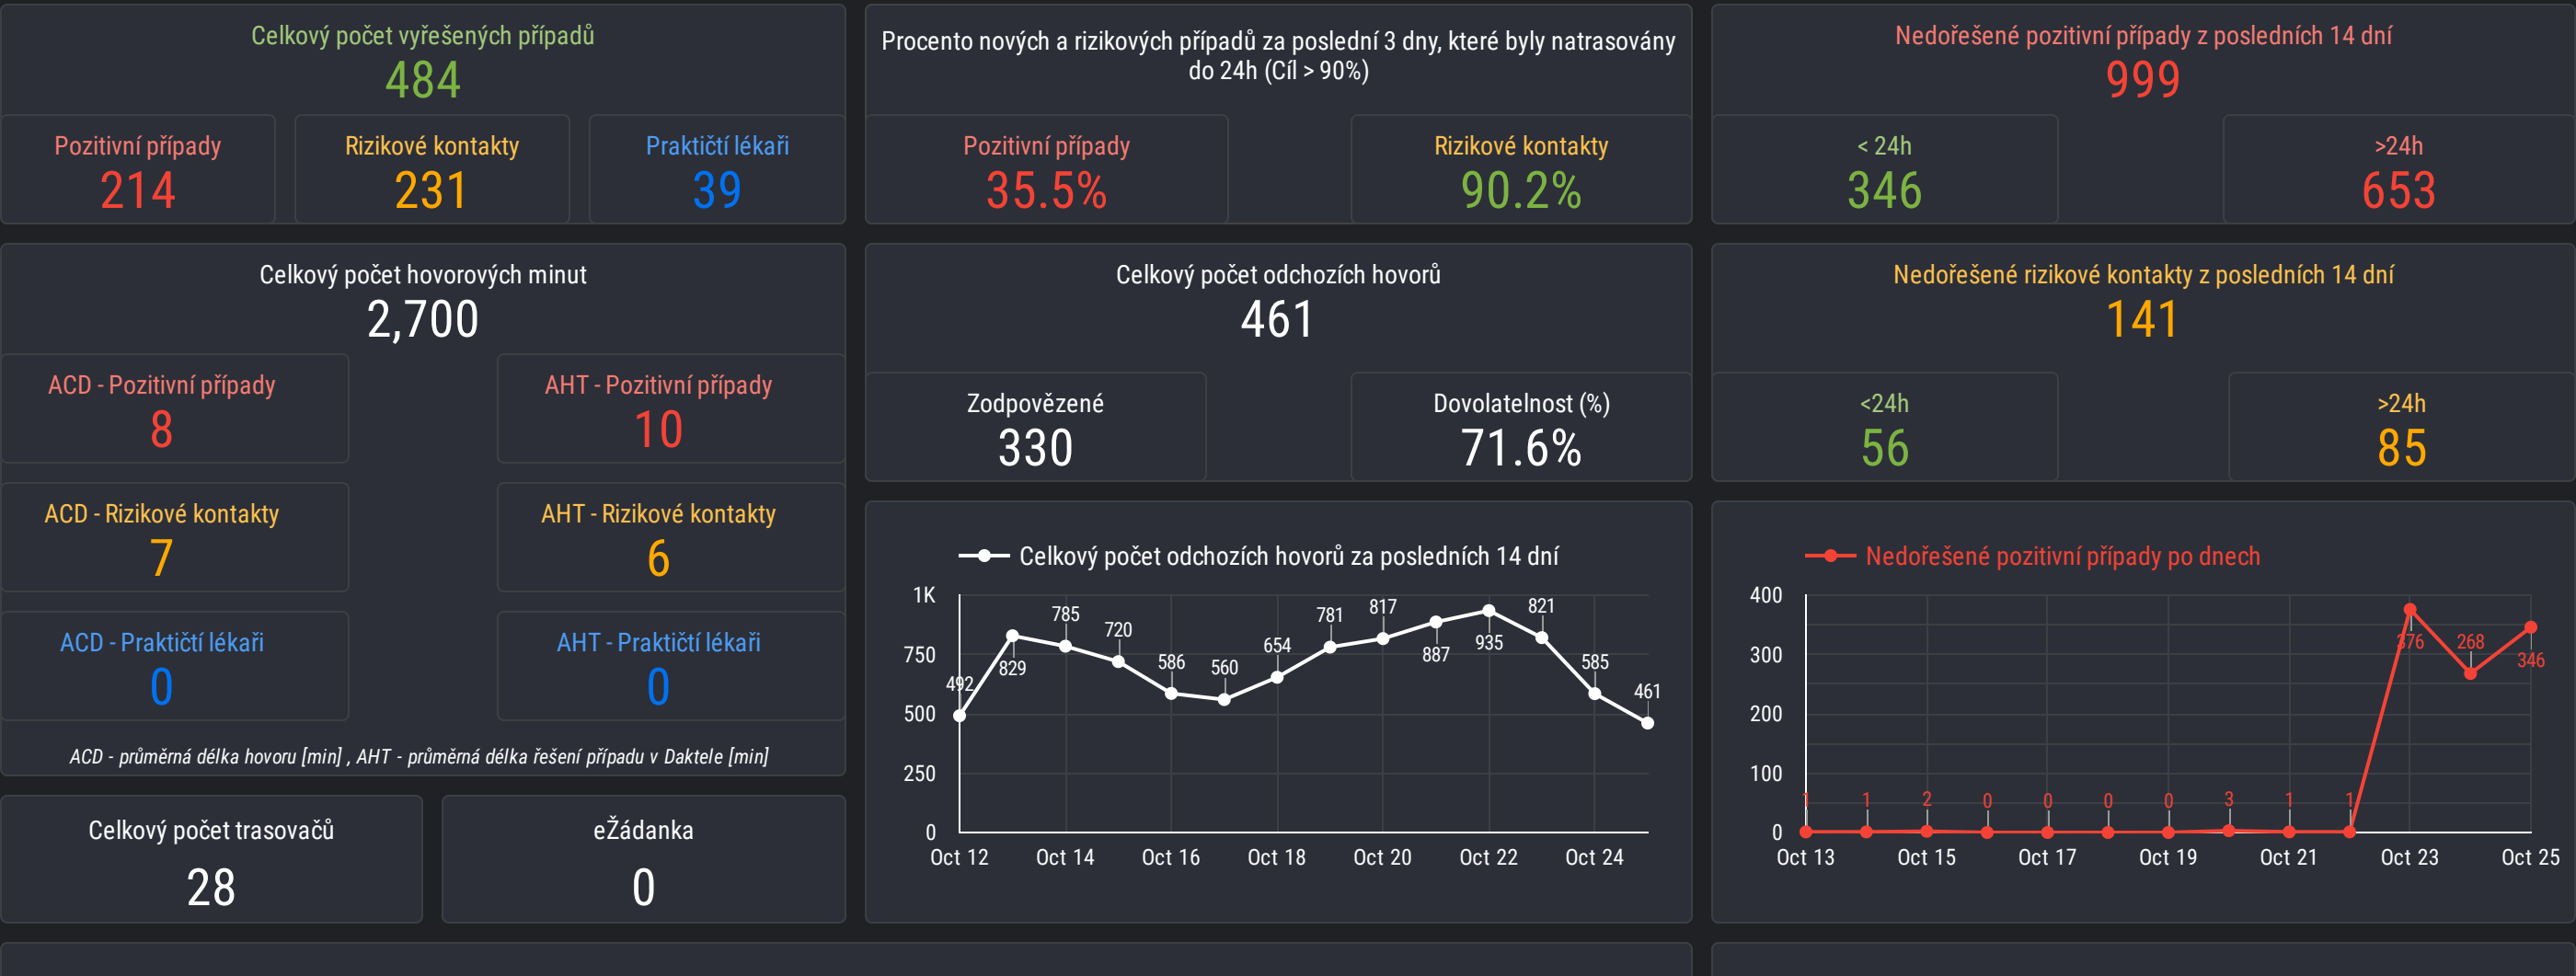 Celkový počet vyřešených případů
484
Pozitivní případy
214
Rizikové kontakty
231
Praktičtí lékaři
39
Procento nových a rizikových případů za poslední 3 dny, které byly natrasovány
do 24h (Cíl > 90%)
Pozitivní případy
35.5%
Rizikové kontakty
90.2%
Nedořešené pozitivní případy z posledních 14 dní
999
< 24h
346
>24h
653
Celkový počet hovorových minut
2,700
ACD - Pozitivní případy
8
AHT - Pozitivní případy
10
ACD - Rizikové kontakty
7
AHT - Rizikové kontakty
6
ACD - Praktičtí lékaři
0
AHT - Praktičtí lékaři
0
ACD - průměrná délka hovoru [min] , AHT - průměrná délka řešení případu v Daktele [min]
Celkový počet trasovačů
28
eŽádanka
0
Celkový počet odchozích hovorů
461
Zodpovězené
330
Dovolatelnost (%)
71.6%
Nedořešené rizikové kontakty z posledních 14 dní
141
<24h
56
>24h
85
Celkový počet odchozích hovorů za posledních 14 dní
1K
750
500
250
0
492
829
785
720
586
560
654
781
817
887
935
821
585
461
Oct 12
Oct 14
Oct 16
Oct 18
Oct 20
Oct 22
Oct 24
Nedořešené pozitivní případy po dnech
400
300
200
100
0
1
1
2
0
0
0
0
3
1
1
376
268
346
Oct 13
Oct 15
Oct 17
Oct 19
Oct 21
Oct 23
Oct 25